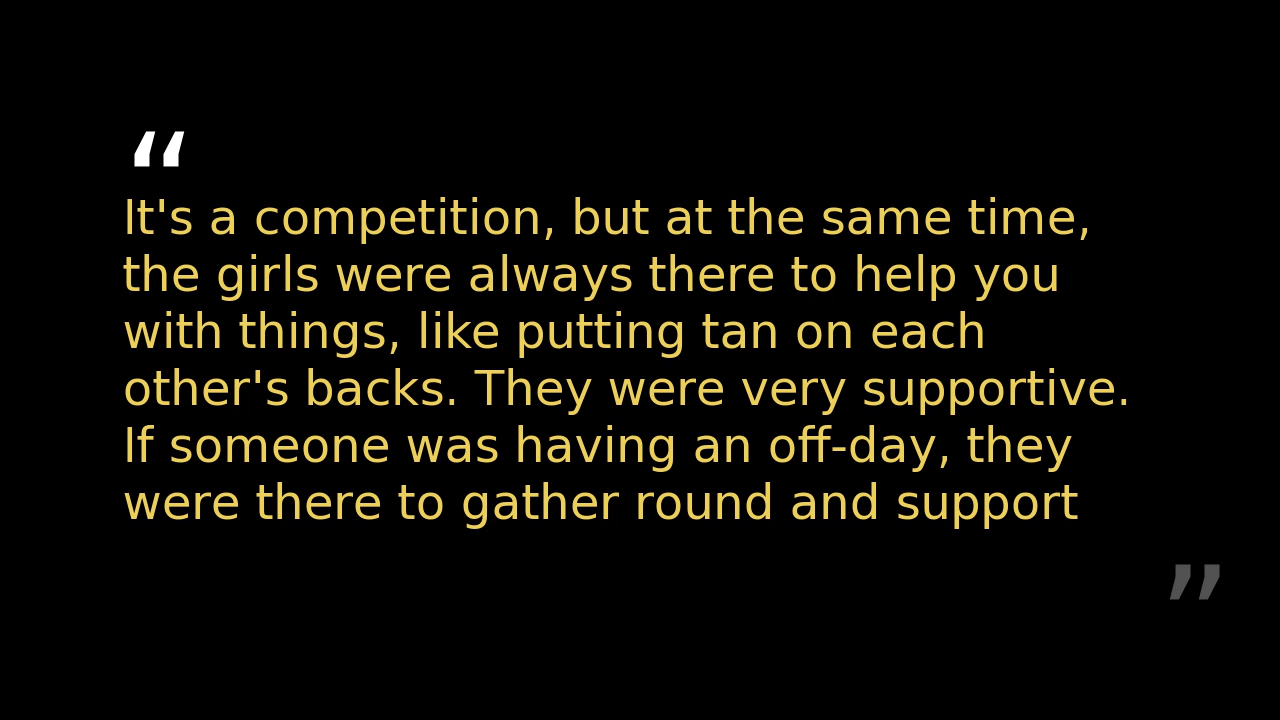 “
It's a competition, but at the same time,
the girls were always there to help you
with things, like putting tan on each
other's backs. They were very supportive.
If someone was having an off-day, they
were there to gather round and support
”